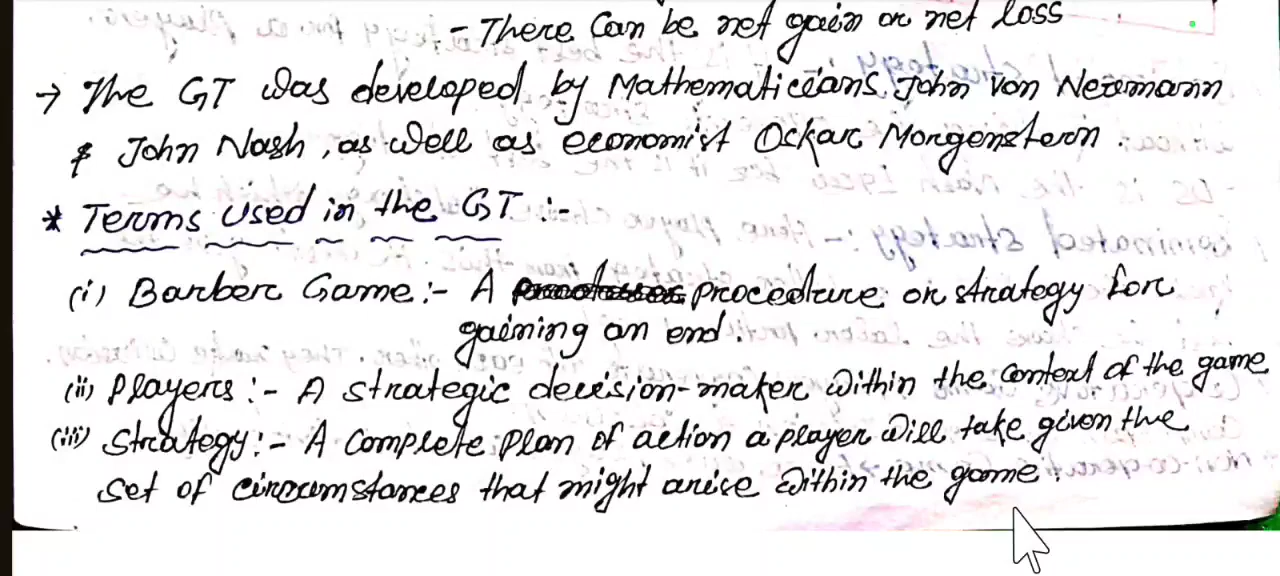 - There Can be net gain or net loss
→ The GT was developed by Mathematicians, John Von Neumann
& John Nash, as well as economist Ockar Morgenstern.
* Terms used in the GT :-
(i) Barber Game :- A procedure or strategy for
gaining an end.
(ii) Players :- A strategic decision-maker within the context of the game
(iii) Strategy :- A complete plan of action a player will take given the
set of circumstances that might arise within the game.